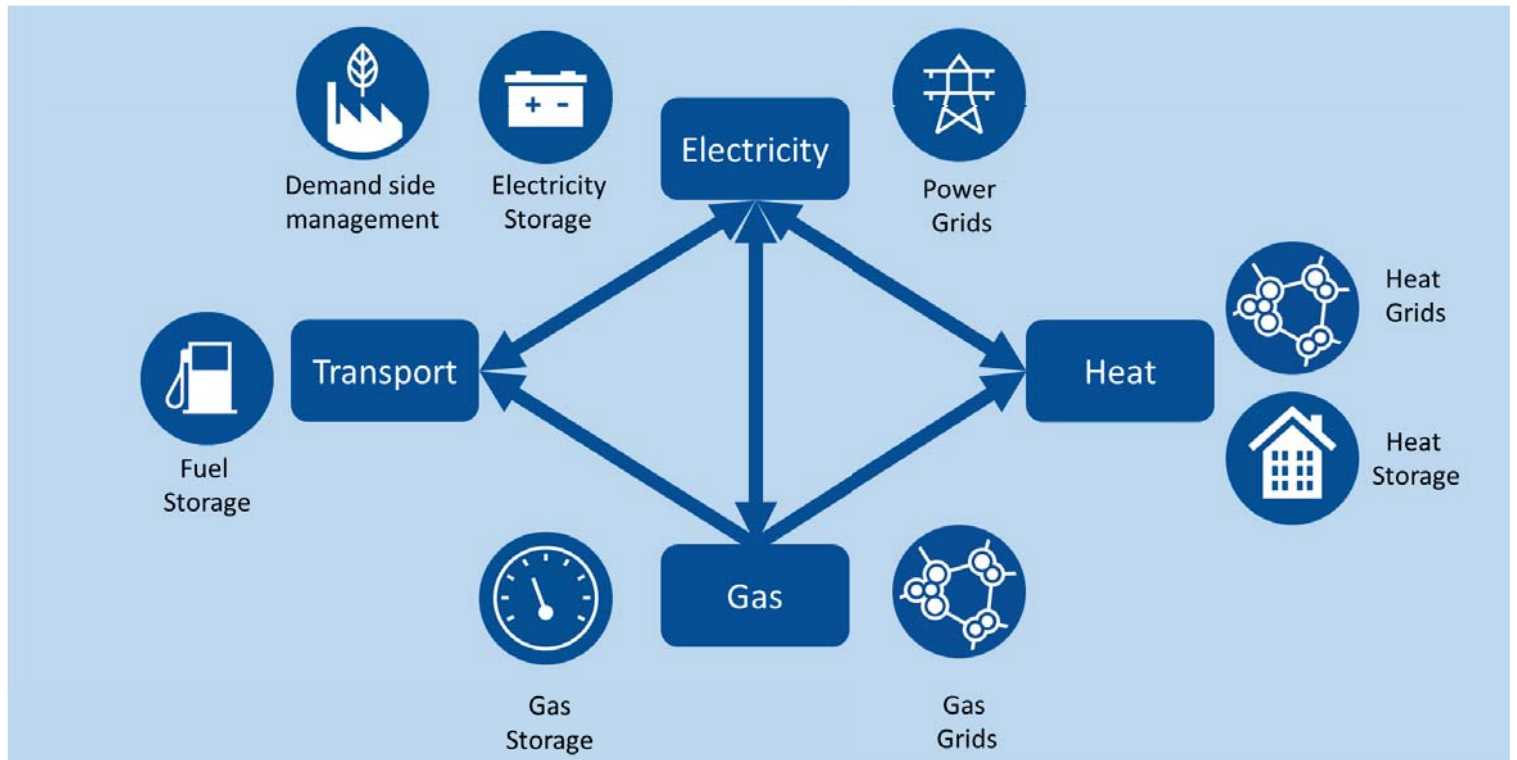 Electricity
Demand side
management
Electricity
Storage
Power
Grids
Heat
Grids
Transport
Heat
Fuel
Storage
Heat
Storage
Gas
Gas
Storage
Gas
Grids